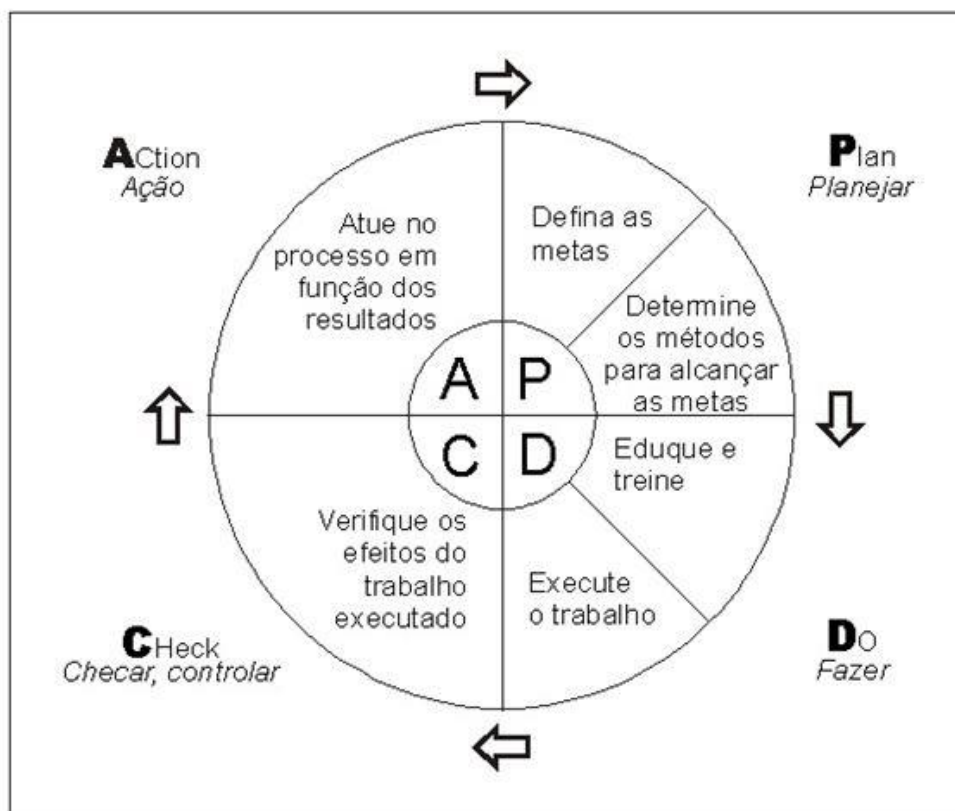 ACtion
Ação
Plan
Planejar
Atue no
processo em
função dos
resultados
Defina as
metas
Determine
os métodos
para alcançar
as metas
A P
C D
Eduque e
treine
Verifique os
efeitos do
trabalho
executado
Execute
o trabalho
CHeck
Checar, controlar
DO
Fazer